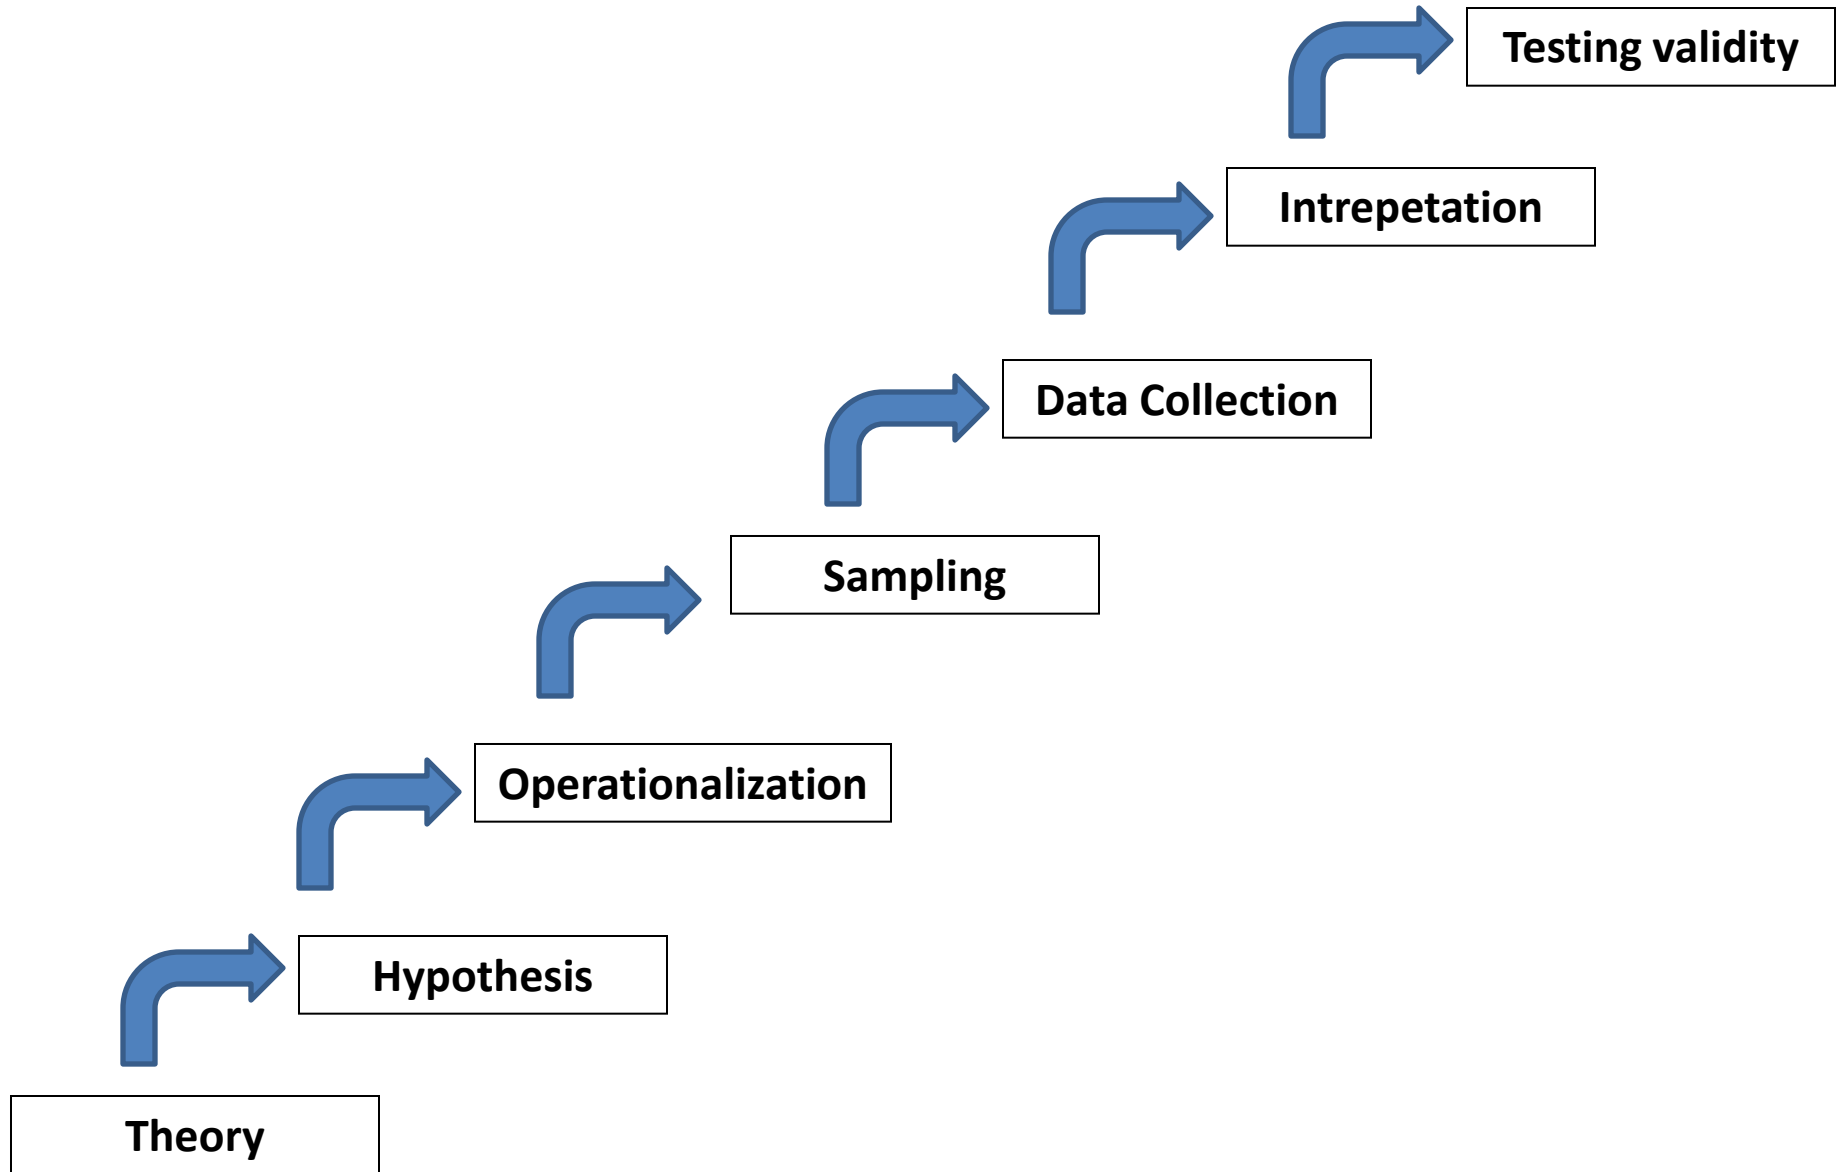 Testing validity
Intrepetation
Data Collection
Sampling
Operationalization
Hypothesis
Theory